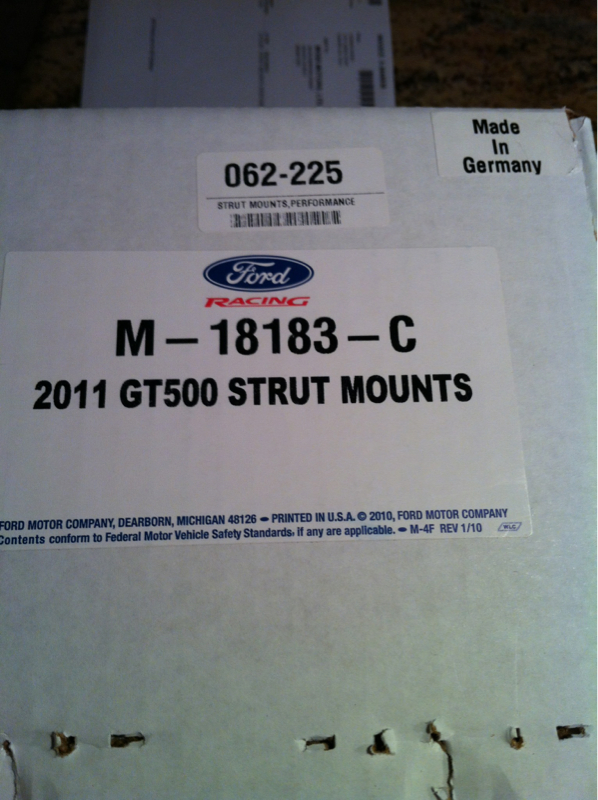 Made
In
Germany
062-225
STRUT MOUNTS,PERFORMANCE
Ford
RACING
M – 18183 – C
2011 GT500 STRUT MOUNTS
FORD MOTOR COMPANY, DEARBORN, MICHIGAN 48126 – PRINTED IN U.S.A. © 2010, FORD MOTOR COMPANY
Contents conform to Federal Motor Vehicle Safety Standards, if any are applicable. – M-4F REV 1/10